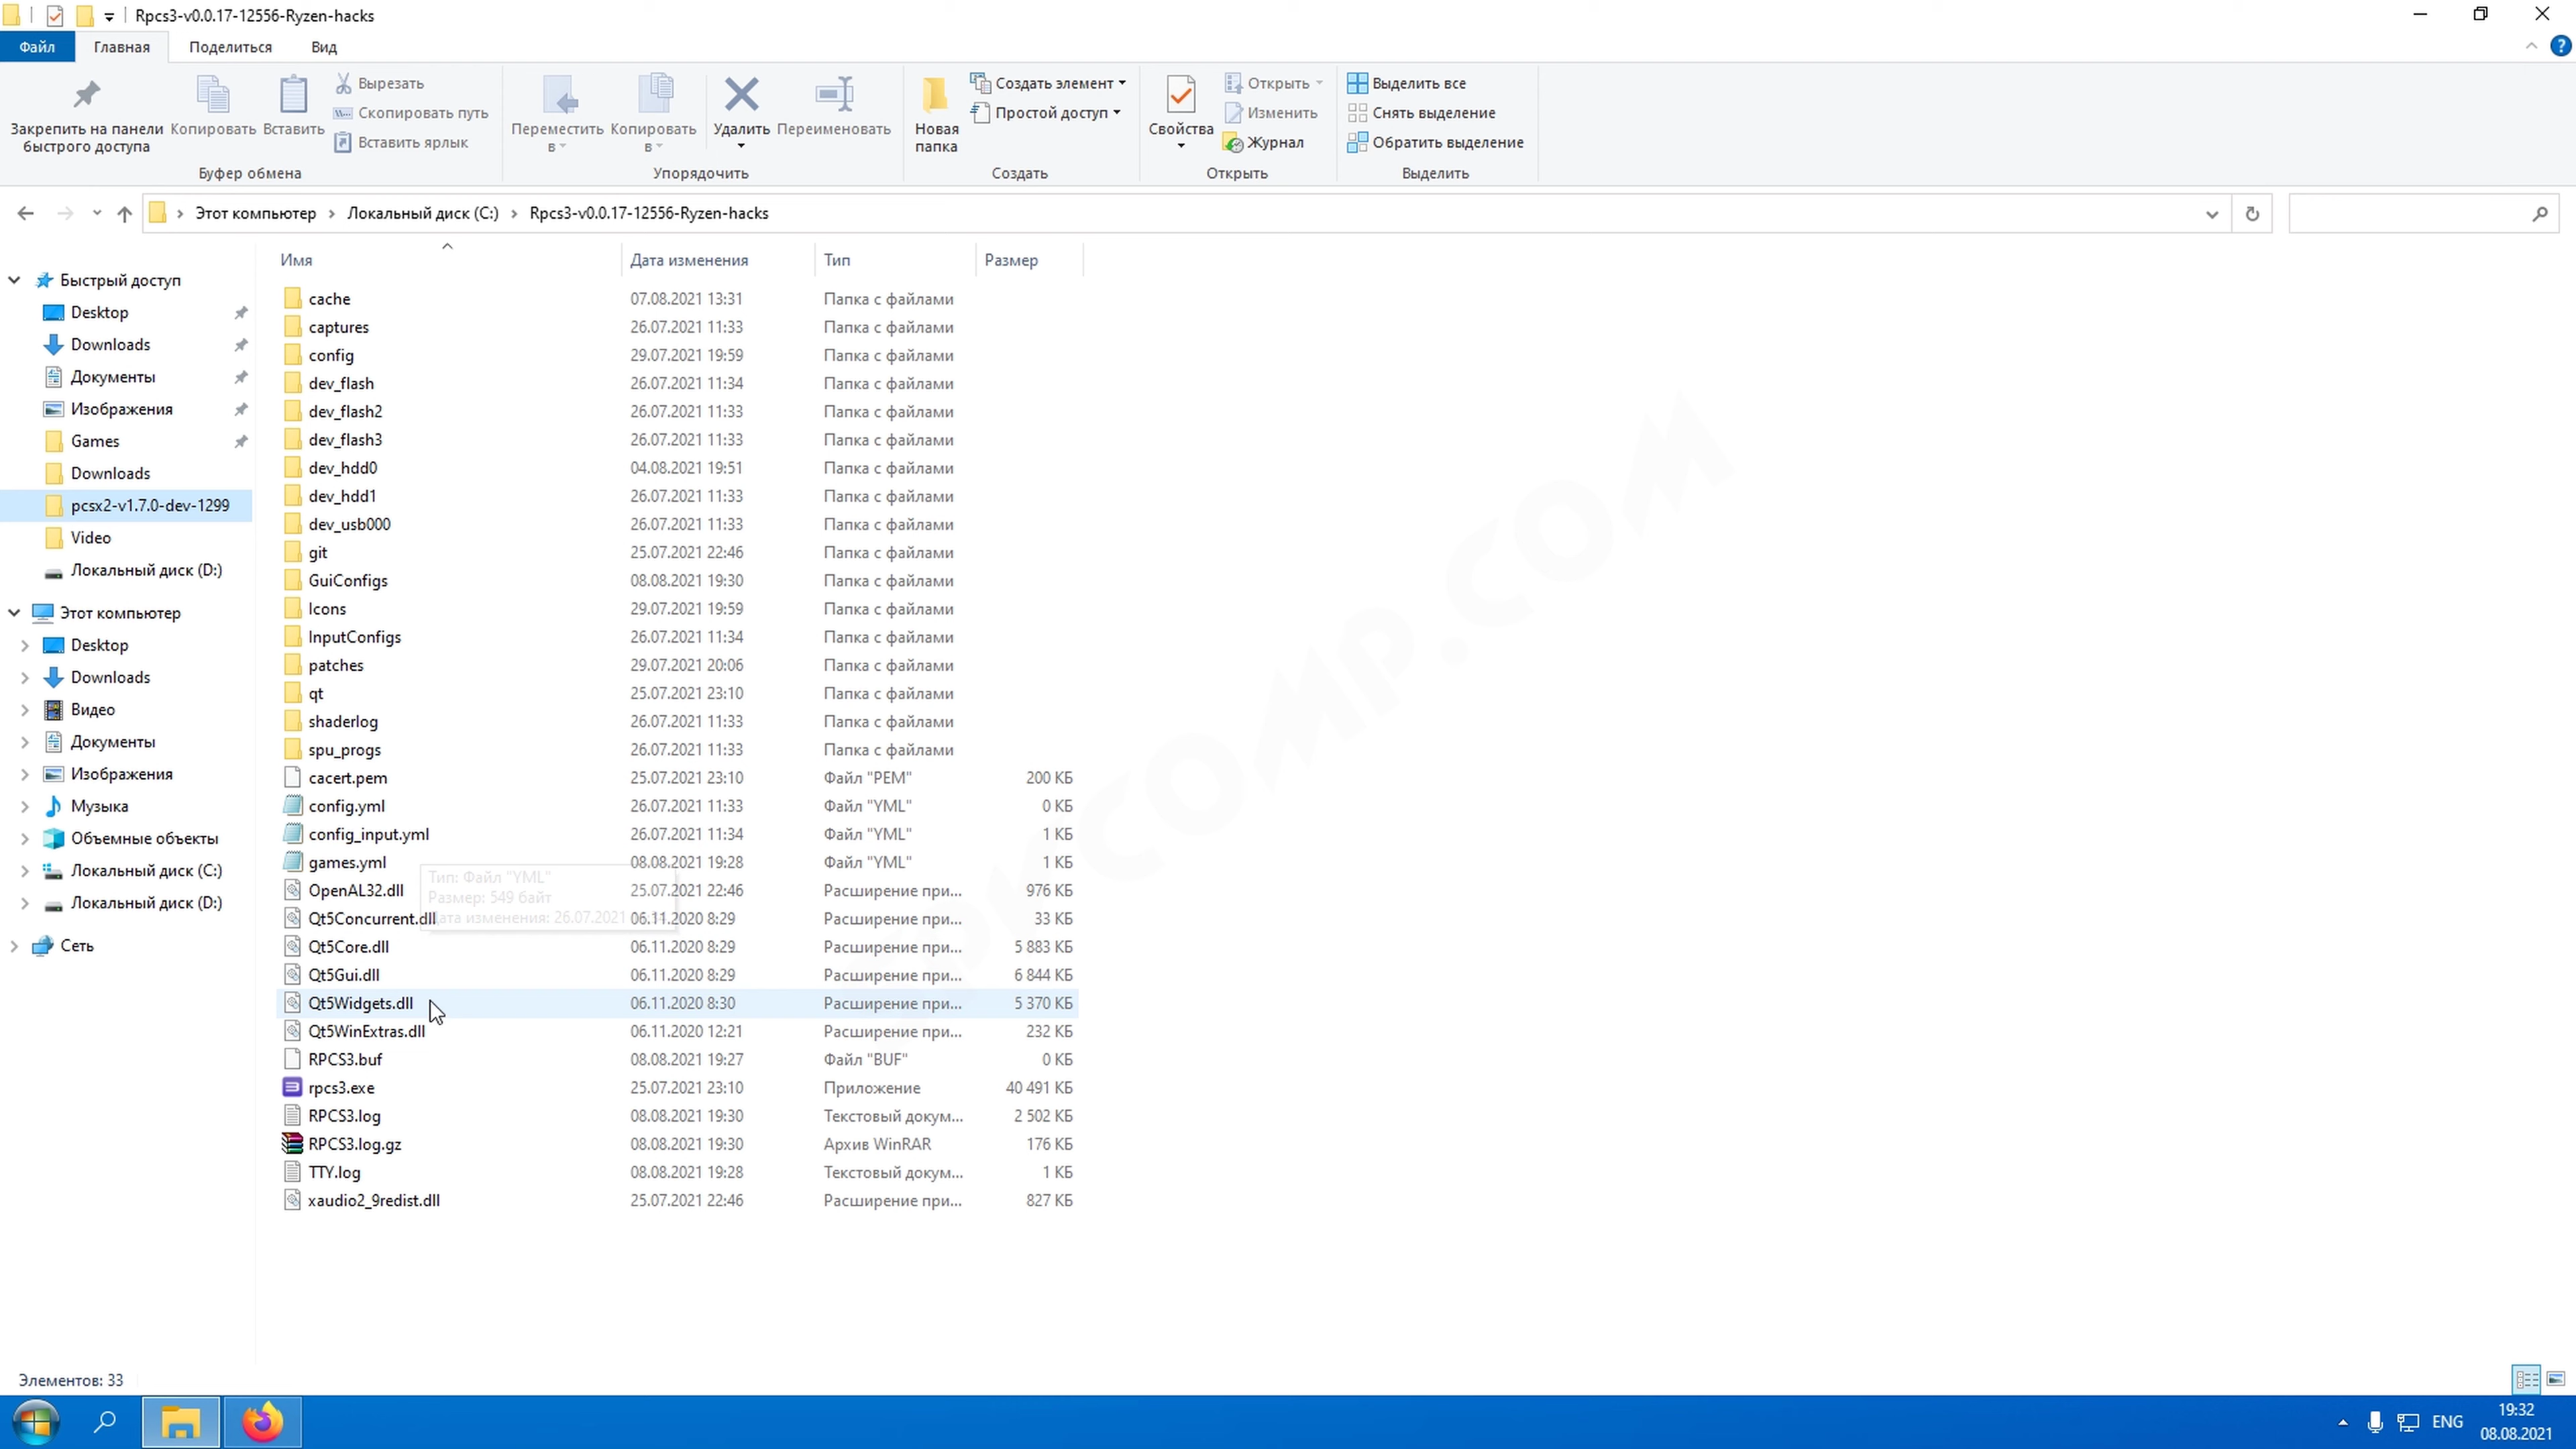 Rpcs3-v0.0.17-12556-Ryzen-hacks
Файл Главная Поделиться Вид
Закрепить на панели быстрого доступа
Копировать
Вставить
Вырезать
Скопировать путь
Вставить ярлык
Буфер обмена
Переместить в
Копировать в
Удалить
Переименовать
Упорядочить
Новая папка
Создать элемент
Простой доступ
Создать
Свойства
Открыть
Изменить
Журнал
Открыть
Выделить все
Снять выделение
Обратить выделение
Выделить
Этот компьютер Локальный диск (C:) Rpcs3-v0.0.17-12556-Ryzen-hacks
Быстрый доступ
Desktop
Downloads
Документы
Изображения
Games
Downloads
pcsx2-v1.7.0-dev-1299
Video
Локальный диск (D:)
Этот компьютер
Desktop
Downloads
Видео
Документы
Изображения
Музыка
Объемные объекты
Локальный диск (C:)
Локальный диск (D:)
Сеть
Имя Дата изменения Тип Размер
cache 07.08.2021 13:31 Папка с файлами
captures 26.07.2021 11:33 Папка с файлами
config 29.07.2021 19:59 Папка с файлами
dev_flash 26.07.2021 11:34 Папка с файлами
dev_flash2 26.07.2021 11:33 Папка с файлами
dev_flash3 26.07.2021 11:33 Папка с файлами
dev_hdd0 04.08.2021 19:51 Папка с файлами
dev_hdd1 26.07.2021 11:33 Папка с файлами
dev_usb000 26.07.2021 11:33 Папка с файлами
git 25.07.2021 22:46 Папка с файлами
GuiConfigs 08.08.2021 19:30 Папка с файлами
Icons 29.07.2021 19:59 Папка с файлами
InputConfigs 26.07.2021 11:34 Папка с файлами
patches 29.07.2021 20:06 Папка с файлами
qt 25.07.2021 23:10 Папка с файлами
shaderlog 26.07.2021 11:33 Папка с файлами
spu_progs 26.07.2021 11:33 Папка с файлами
cacert.pem 25.07.2021 23:10 Файл "PEM" 200 КБ
config.yml 26.07.2021 11:33 Файл "YML" 0 КБ
config_input.yml 26.07.2021 11:34 Файл "YML" 1 КБ
games.yml 08.08.2021 19:28 Файл "YML" 1 КБ
OpenAL32.dll 25.07.2021 22:46 Расширение при... 976 КБ
Qt5Concurrent.dll 06.11.2020 8:29 Расширение при... 33 КБ
Qt5Core.dll 06.11.2020 8:29 Расширение при... 5 883 КБ
Qt5Gui.dll 06.11.2020 8:29 Расширение при... 6 844 КБ
Qt5Widgets.dll 06.11.2020 8:30 Расширение при... 5 370 КБ
Qt5WinExtras.dll 06.11.2020 12:21 Расширение при... 232 КБ
RPCS3.buf 08.08.2021 19:27 Файл "BUF" 0 КБ
rpcs3.exe 25.07.2021 23:10 Приложение 40 491 КБ
RPCS3.log 08.08.2021 19:30 Текстовый докум... 2 502 КБ
RPCS3.log.gz 08.08.2021 19:30 Архив WinRAR 176 КБ
TTY.log 08.08.2021 19:28 Текстовый докум... 1 КБ
xaudio2_9redist.dll 25.07.2021 22:46 Расширение при... 827 КБ
Тип: Файл "YML"
Размер: 549 байт
дата изменения: 26.07.2021
Элементов: 33
ENG
19:32
08.08.2021